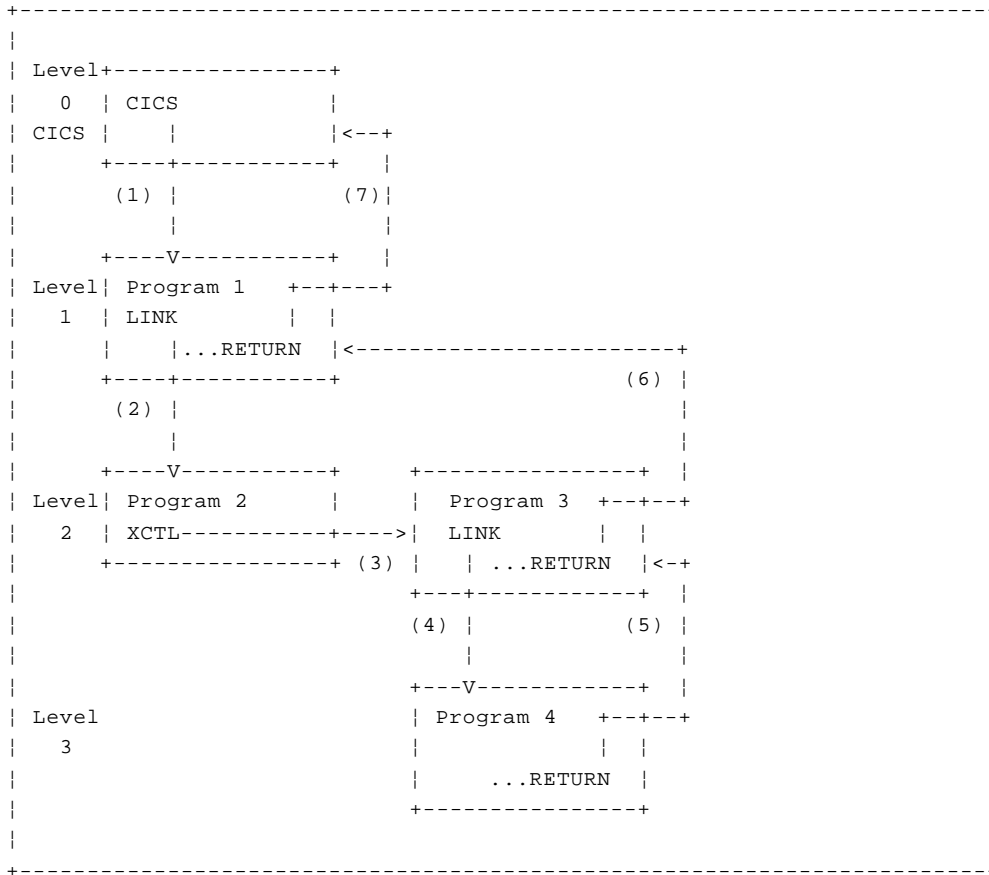 Level
0 CICS
CICS
(1) (7)
Level Program 1
1 LINK
...RETURN
(6)
(2)
Level Program 2 Program 3
2 XCTL LINK
(3) ...RETURN
(4) (5)
Level Program 4
3
...RETURN